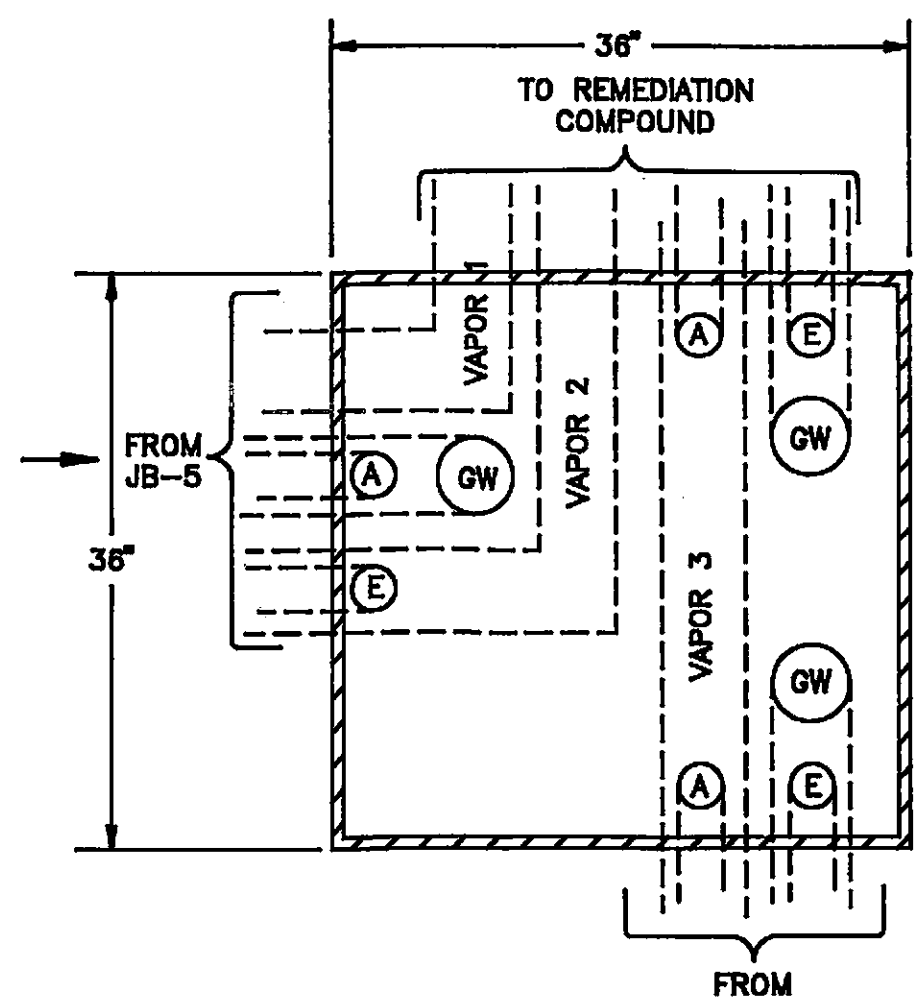 36"
TO REMEDIATION
COMPOUND
VAPOR 1
A
E
VAPOR 2
GW
FROM
JB-5
A
GW
36"
E
VAPOR 3
GW
A
E
FROM